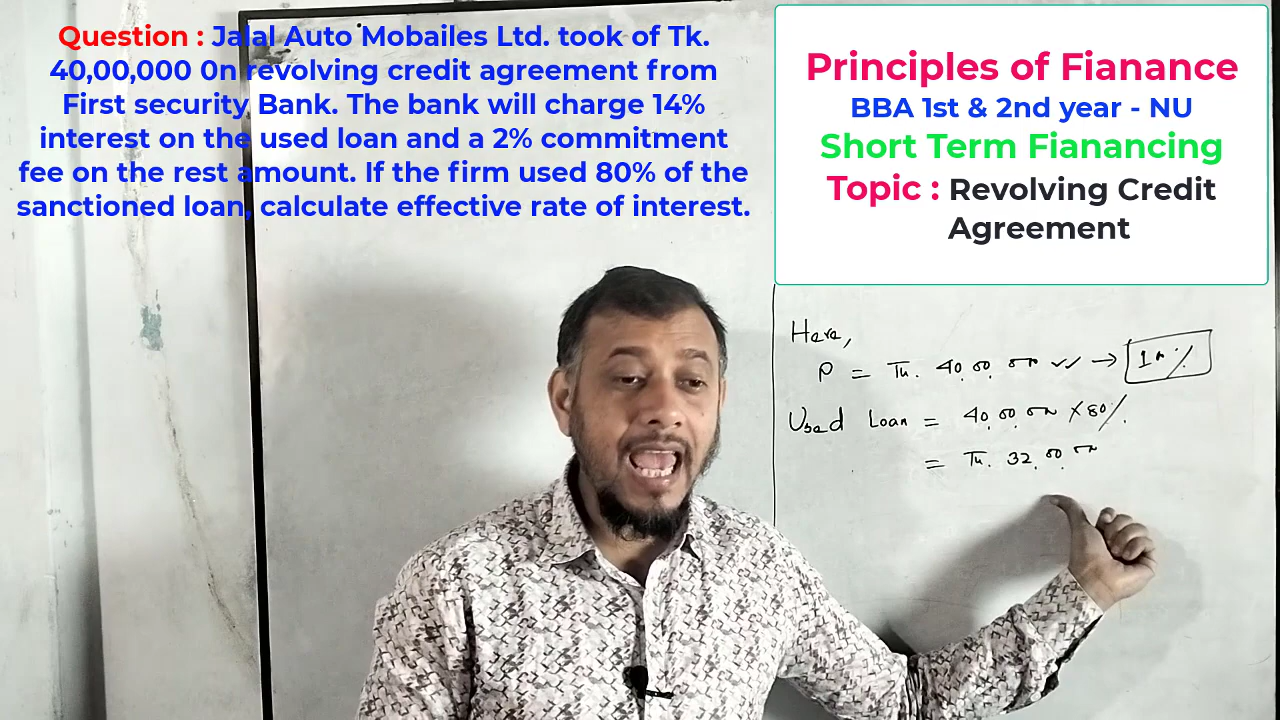 Question : Jalal Auto Mobailes Ltd. took of Tk.
40,00,000 0n revolving credit agreement from
First security Bank. The bank will charge 14%
interest on the used loan and a 2% commitment
fee on the rest amount. If the firm used 80% of the
sanctioned loan, calculate effective rate of interest.
Principles of Fianance
BBA 1st & 2nd year - NU
Short Term Fianancing
Topic : Revolving Credit
Agreement
Here,
P = Tk. 40,00,000 →
Used Loan = 40,00,000 × 80%.
= Tk. 32,00,000